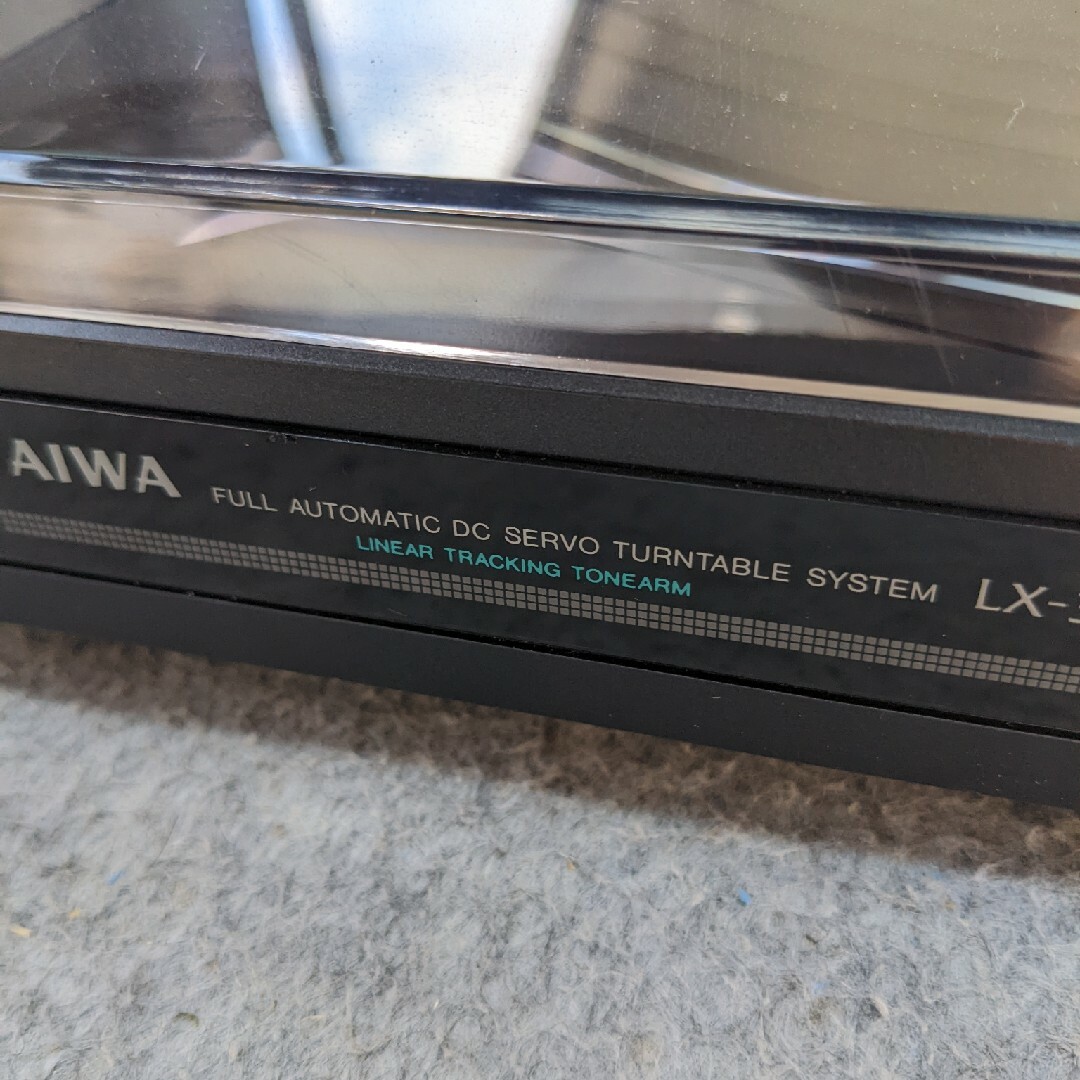 AIWA FULL AUTOMATIC DC SERVO TURNTABLE SYSTEM LX-
LINEAR TRACKING TONEARM